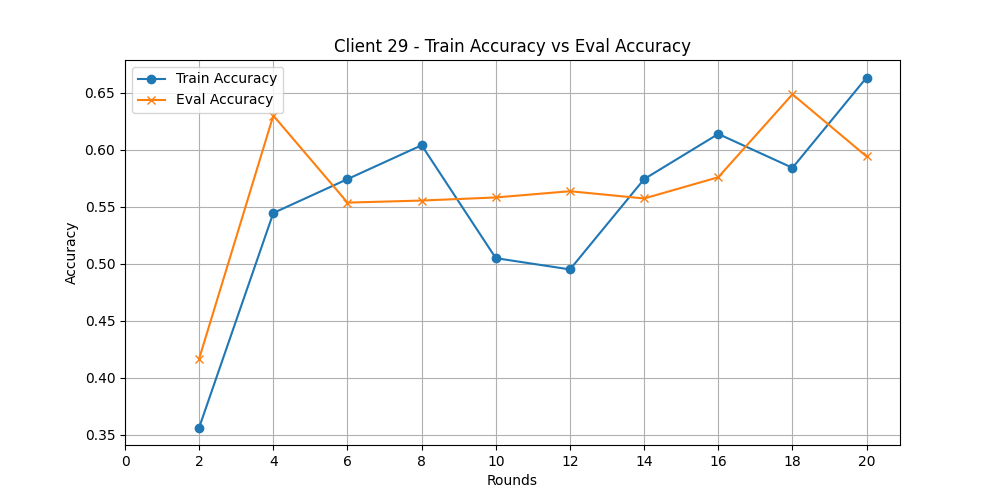 Client 29 - Train Accuracy vs Eval Accuracy
Train Accuracy
Eval Accuracy
Accuracy
0.65
0.60
0.55
0.50
0.45
0.40
0.35
0 2 4 6 8 10 12 14 16 18 20
Rounds